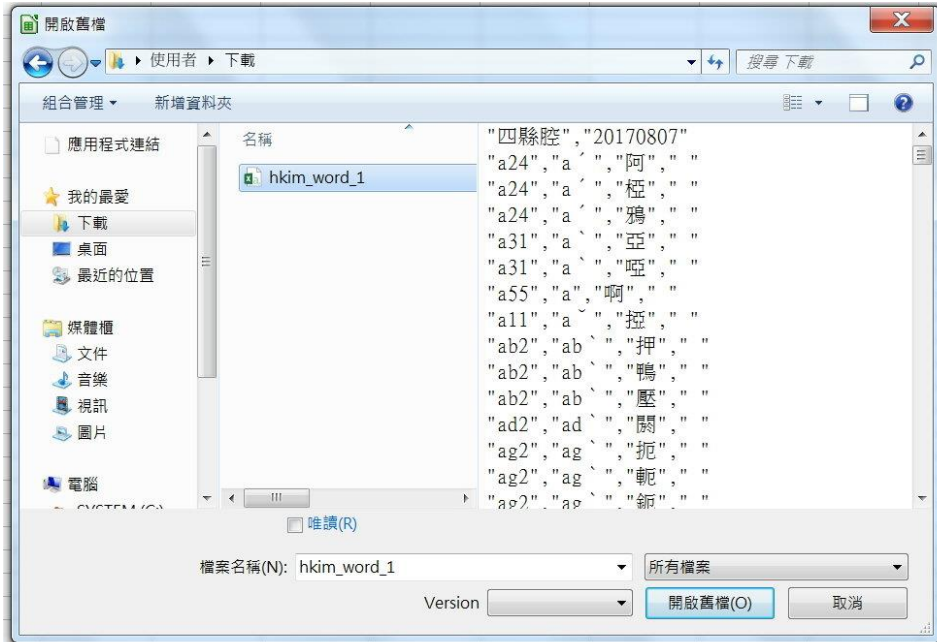 開啟舊檔
使用者 下載
搜尋 下載
組合管理 新增資料夾
應用程式連結
我的最愛
下載
桌面
最近的位置
媒體櫃
文件
音樂
視訊
圖片
電腦
名稱
hkim_word_1
"四縣腔","20170807"
"a24","aˊ","阿"," "
"a24","aˊ","椏"," "
"a24","aˊ","鴉"," "
"a31","aˋ","亞"," "
"a31","aˋ","啞"," "
"a55","a","啊"," "
"a11","aˇ","掗"," "
"ab2","abˋ","押"," "
"ab2","abˋ","鴨"," "
"ab2","abˋ","壓"," "
"ad2","adˋ","閼"," "
"ag2","agˋ","扼"," "
"ag2","agˋ","軛"," "
"ag2","agˋ","鈪"," "
唯讀(R)
檔案名稱(N): hkim_word_1
所有檔案
Version
開啟舊檔(O)
取消